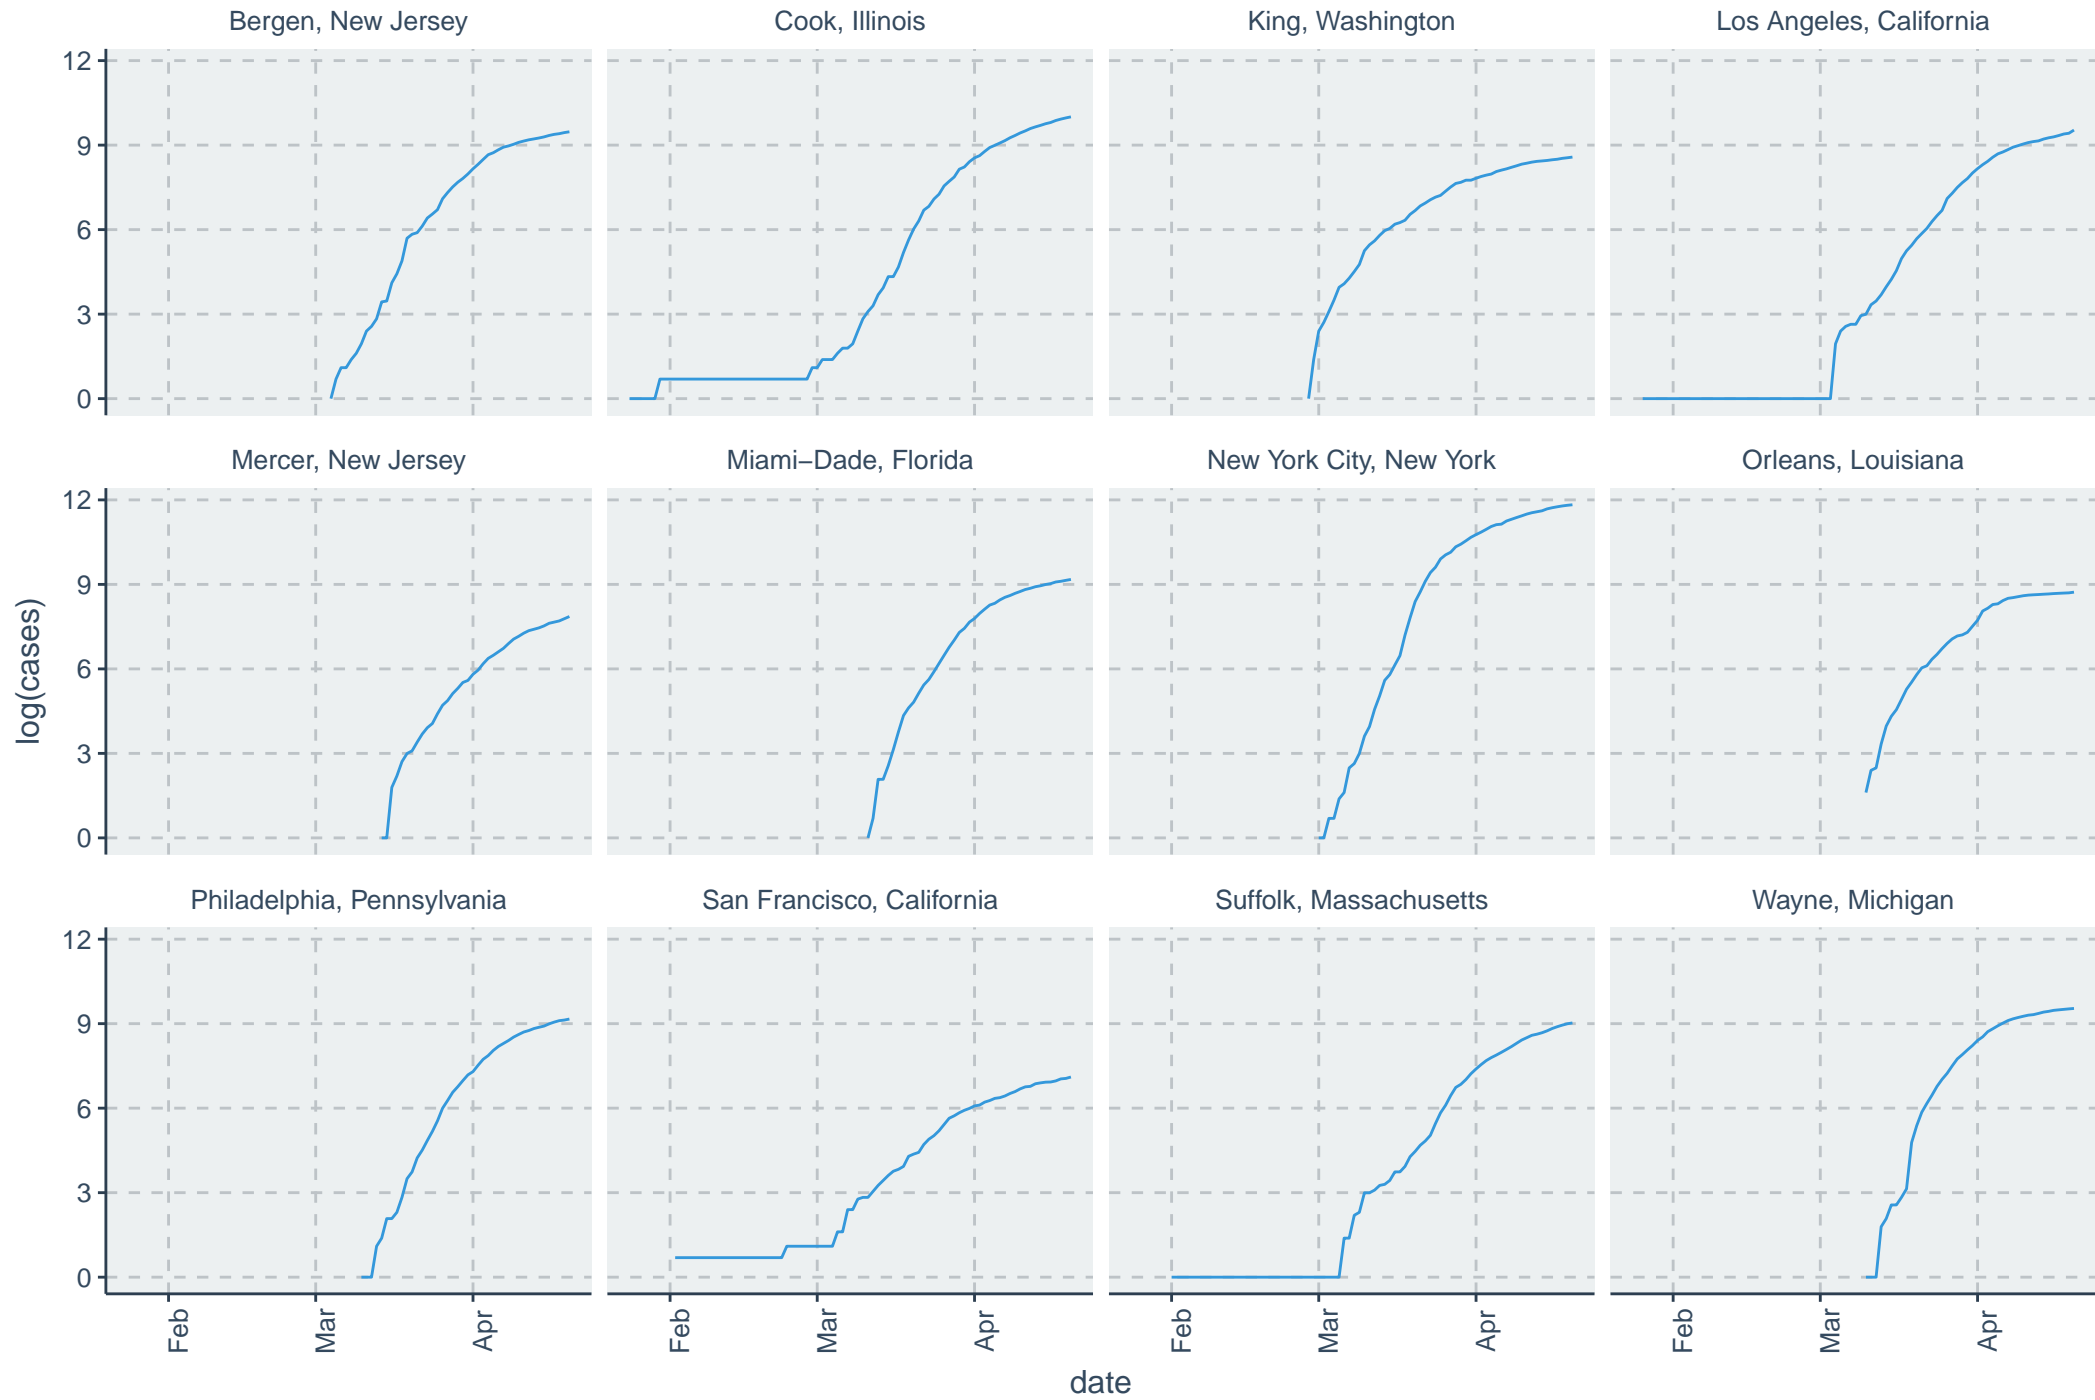 Bergen, New Jersey
Cook, Illinois
King, Washington
Los Angeles, California
12
9
6
3
0
Mercer, New Jersey
Miami−Dade, Florida
New York City, New York
Orleans, Louisiana
12
9
6
3
0
log(cases)
Philadelphia, Pennsylvania
San Francisco, California
Suffolk, Massachusetts
Wayne, Michigan
12
9
6
3
0
Feb
Mar
Apr
Feb
Mar
Apr
Feb
Mar
Apr
Feb
Mar
Apr
date